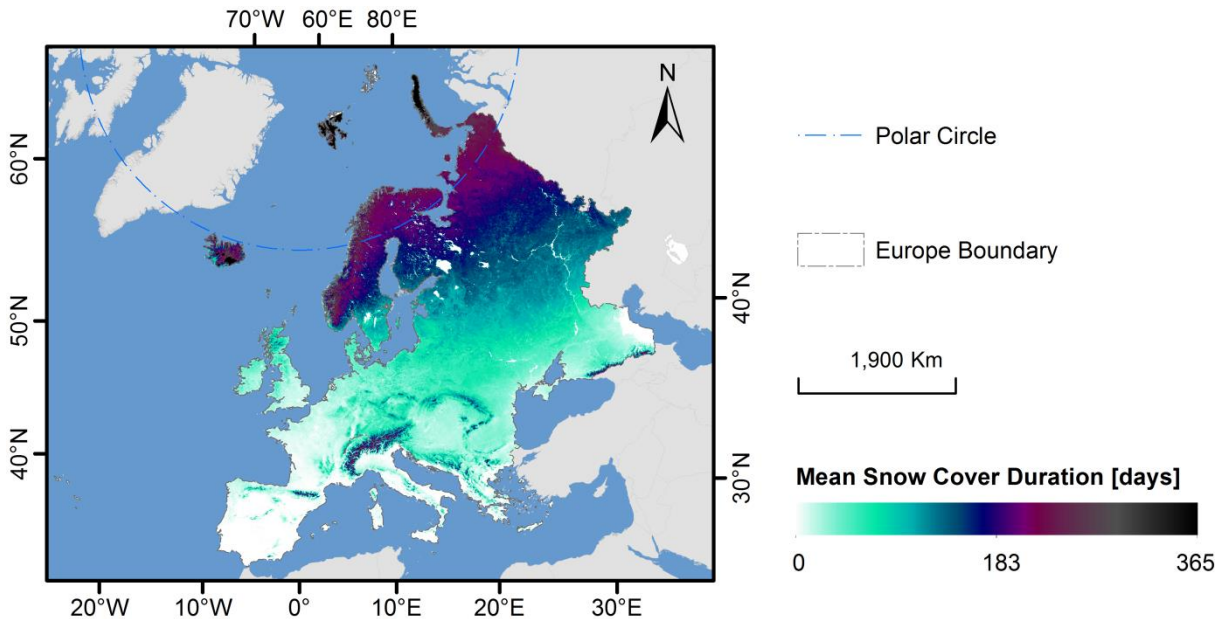 70°W 60°E 80°E
N
60°N
50°N
40°N
40°N
30°N
20°W 10°W 0° 10°E 20°E 30°E
Polar Circle
Europe Boundary
1,900 Km
Mean Snow Cover Duration [days]
0 183 365